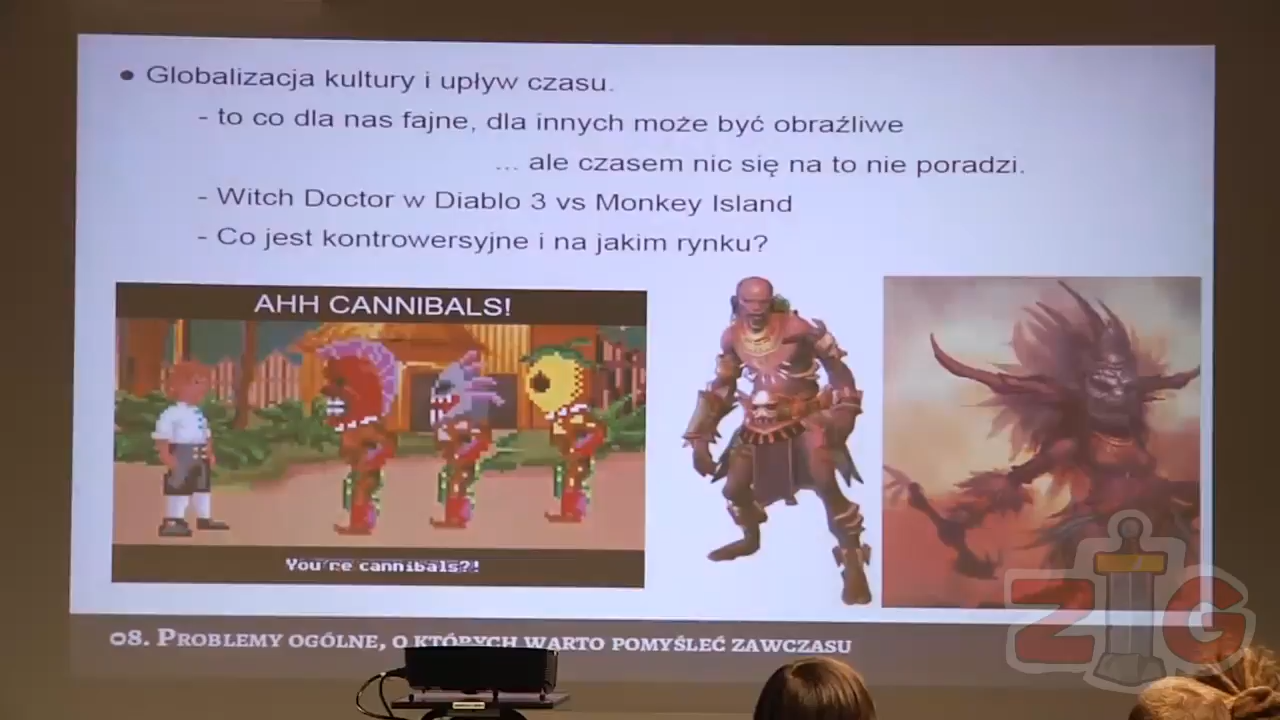 • Globalizacja kultury i upływ czasu.
- to co dla nas fajne, dla innych może być obraźliwe
... ale czasem nic się na to nie poradzi.
- Witch Doctor w Diablo 3 vs Monkey Island
- Co jest kontrowersyjne i na jakim rynku?
AHH CANNIBALS!
You're cannibals?!
08. PROBLEMY OGÓLNE, O KTÓRYCH WARTO POMYŚLEĆ ZAWCZASU
ZIG